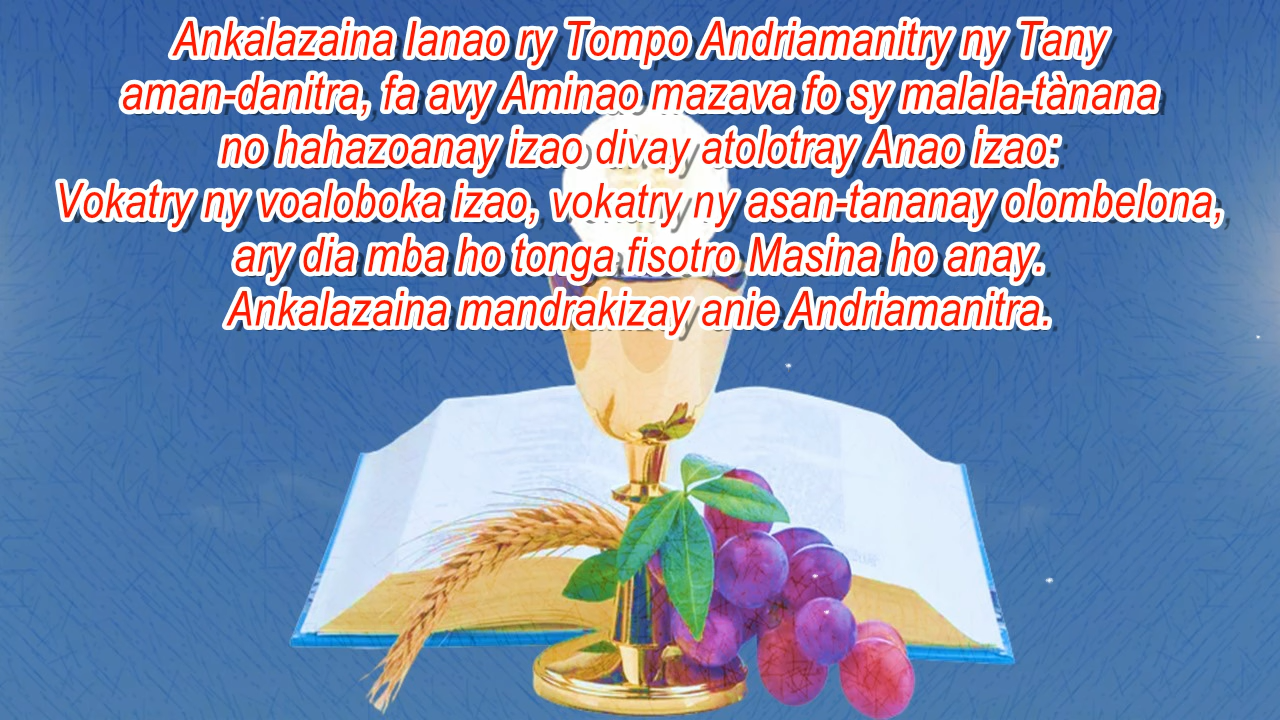 Ankalazaina Ianao ry Tompo Andriamanitry ny Tany
aman-danitra, fa avy Aminao mazava fo sy malala-tànana
no hahazoanay izao divay atolotray Anao izao:
Vokatry ny voaloboka izao, vokatry ny asan-tananay olombelona,
ary dia mba ho tonga fisotro Masina ho anay.
Ankalazaina mandrakizay anie Andriamanitra.